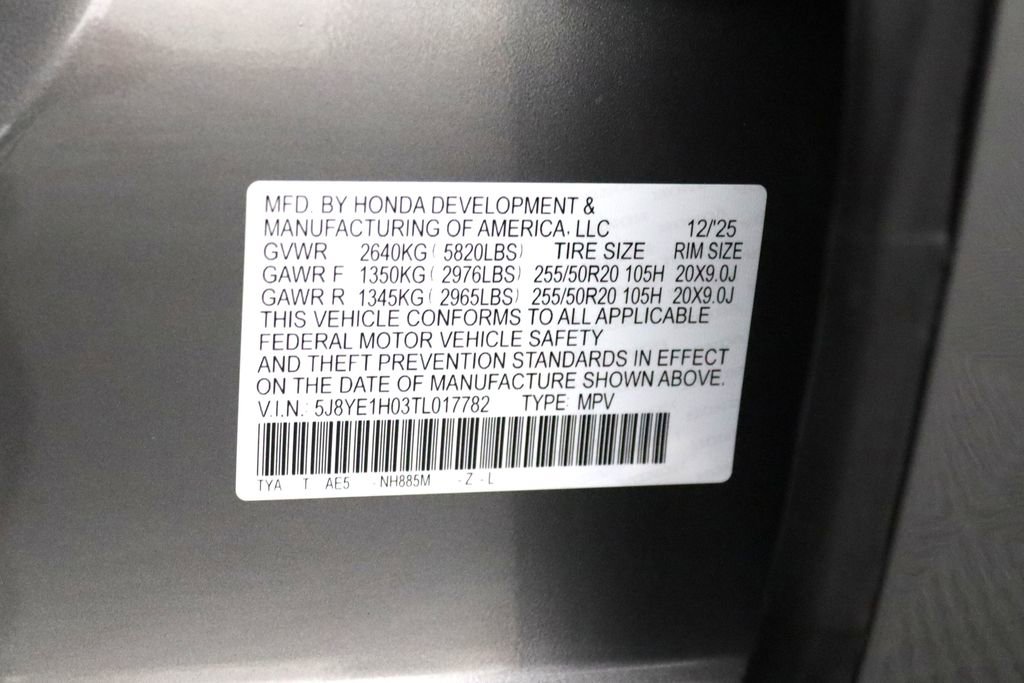 MFD. BY HONDA DEVELOPMENT &
MANUFACTURING OF AMERICA, LLC 12/'25
GVWR 2640KG ( 5820LBS) TIRE SIZE RIM SIZE
GAWR F 1350KG ( 2976LBS) 255/50R20 105H 20X9.0J
GAWR R 1345KG ( 2965LBS) 255/50R20 105H 20X9.0J
THIS VEHICLE CONFORMS TO ALL APPLICABLE
FEDERAL MOTOR VEHICLE SAFETY
AND THEFT PREVENTION STANDARDS IN EFFECT
ON THE DATE OF MANUFACTURE SHOWN ABOVE.
V.I.N.: 5J8YE1H03TL017782 TYPE: MPV
TYA T AE5 - NH885M - Z - L